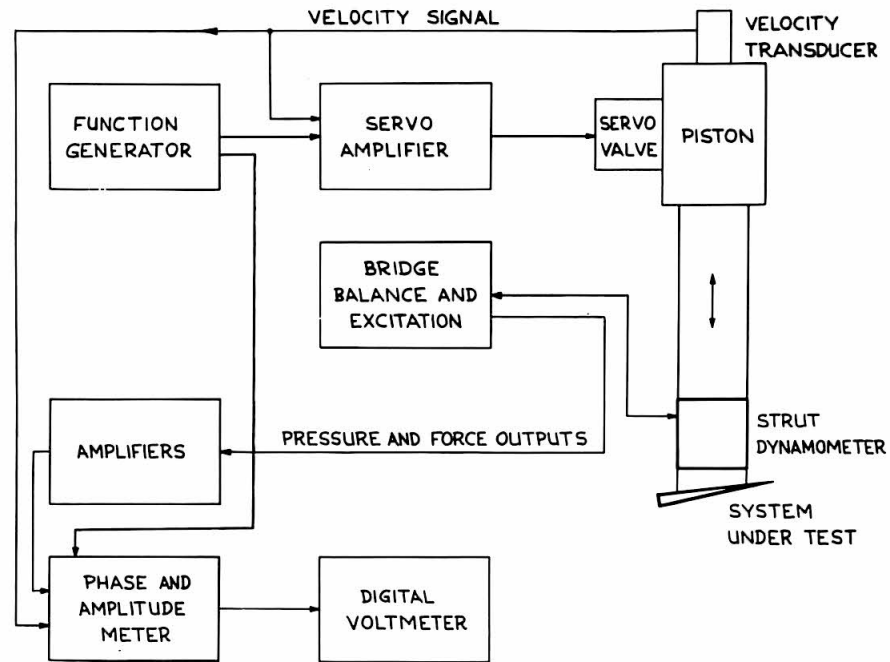 VELOCITY SIGNAL
VELOCITY
TRANSDUCER
FUNCTION
GENERATOR
SERVO
AMPLIFIER
SERVO
VALVE
PISTON
BRIDGE
BALANCE AND
EXCITATION
AMPLIFIERS
PRESSURE AND FORCE OUTPUTS
STRUT
DYNAMOMETER
SYSTEM
UNDER TEST
PHASE AND
AMPLITUDE
METER
DIGITAL
VOLTMETER